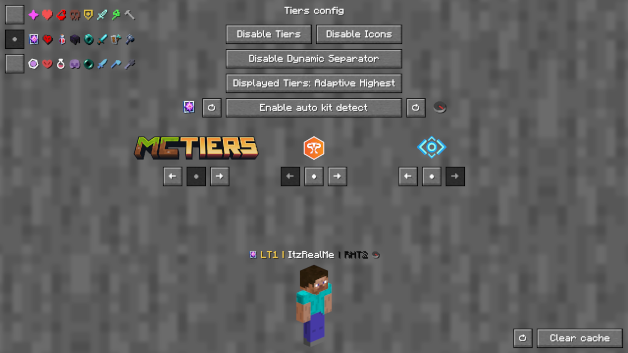 Tiers config
Disable Tiers
Disable Icons
Disable Dynamic Separator
Displayed Tiers: Adaptive Highest
Enable auto kit detect
MCTIERS
LT1 | ItzRealMe | RHT2
Clear cache